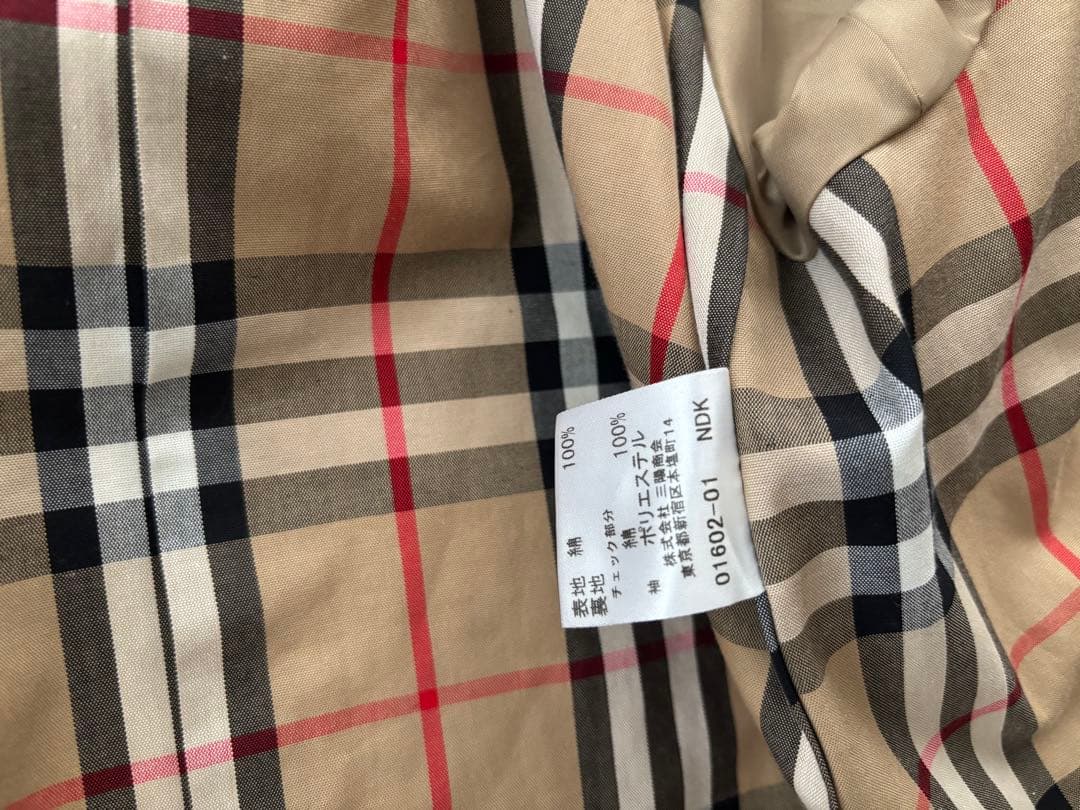 表地 綿 100%
裏地
チェック部分
綿 100%
袖 ポリエステル
株式会社 三陽商会
東京都新宿区本塩町14
01602-01 NDK